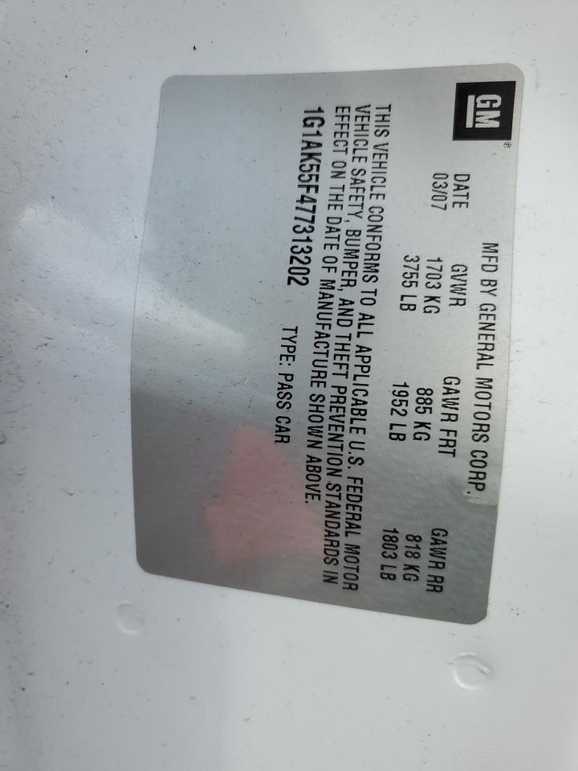 GM®
MFD BY GENERAL MOTORS CORP.
DATE GVWR GAWR FRT GAWR RR
03/07 1703 KG 885 KG 818 KG
3755 LB 1952 LB 1803 LB
THIS VEHICLE CONFORMS TO ALL APPLICABLE U.S. FEDERAL MOTOR
VEHICLE SAFETY, BUMPER, AND THEFT PREVENTION STANDARDS IN
EFFECT ON THE DATE OF MANUFACTURE SHOWN ABOVE.
1G1AK55F477313202 TYPE: PASS CAR